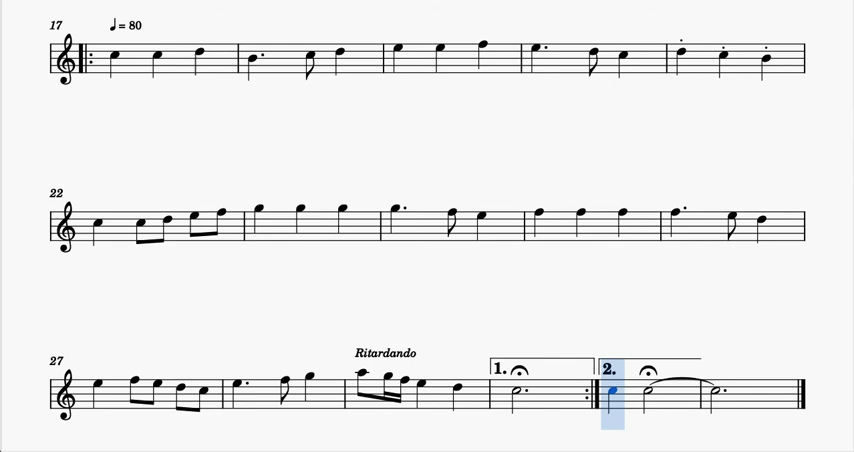 17
♩ = 80
22
27
Ritardando
1.
2.